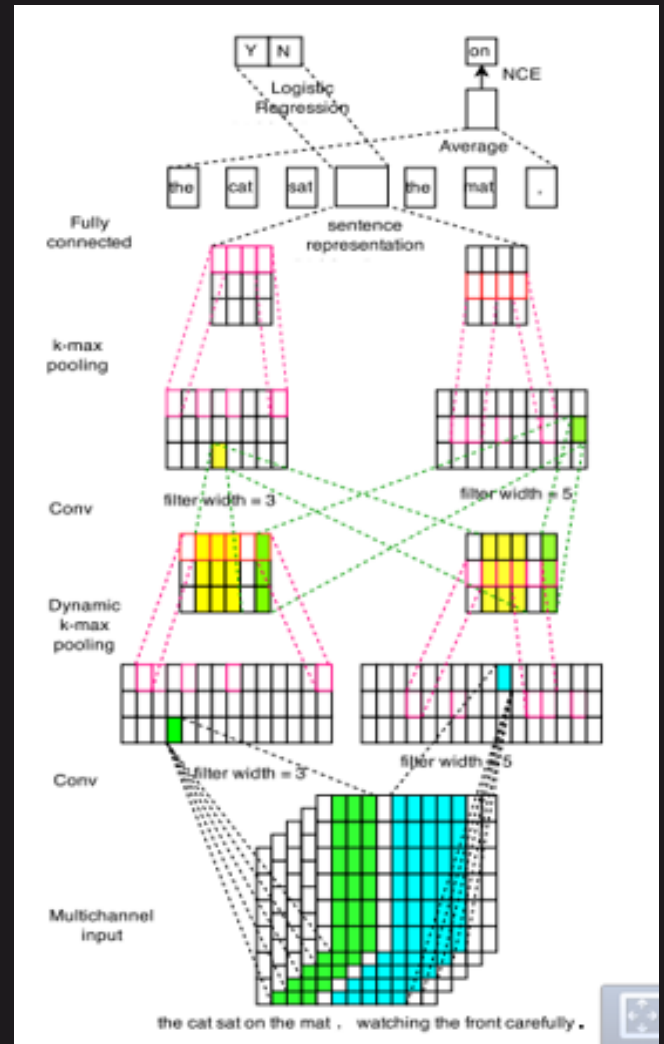 Y N
on
NCE
Logistic
Regression
Average
the cat sat the mat ,
Fully
connected
sentence
representation
k-max
pooling
filter width = 3
filter width = 5
Conv
Dynamic
k-max
pooling
filter width = 3
filter width = 5
Conv
Multichannel
input
the cat sat on the mat , watching the front carefully .